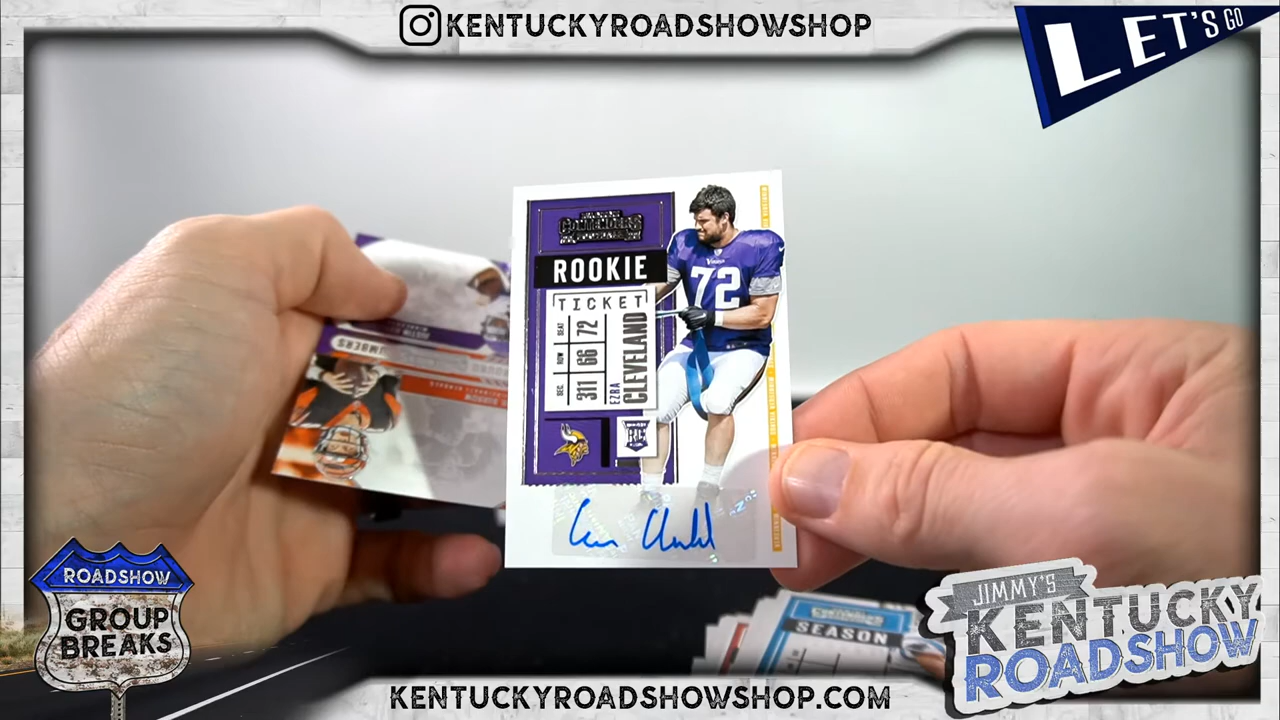 KENTUCKYROADSHOWSHOP
LET'S GO
CONTENDERS
ROOKIE
TICKET
SEC. ROW SEAT
311 66 72
EZRA
CLEVELAND
72
RC
CONTENDERS
SEASON
ROADSHOW
GROUP
BREAKS
JIMMY'S
KENTUCKY
ROADSHOW
KENTUCKYROADSHOWSHOP.COM